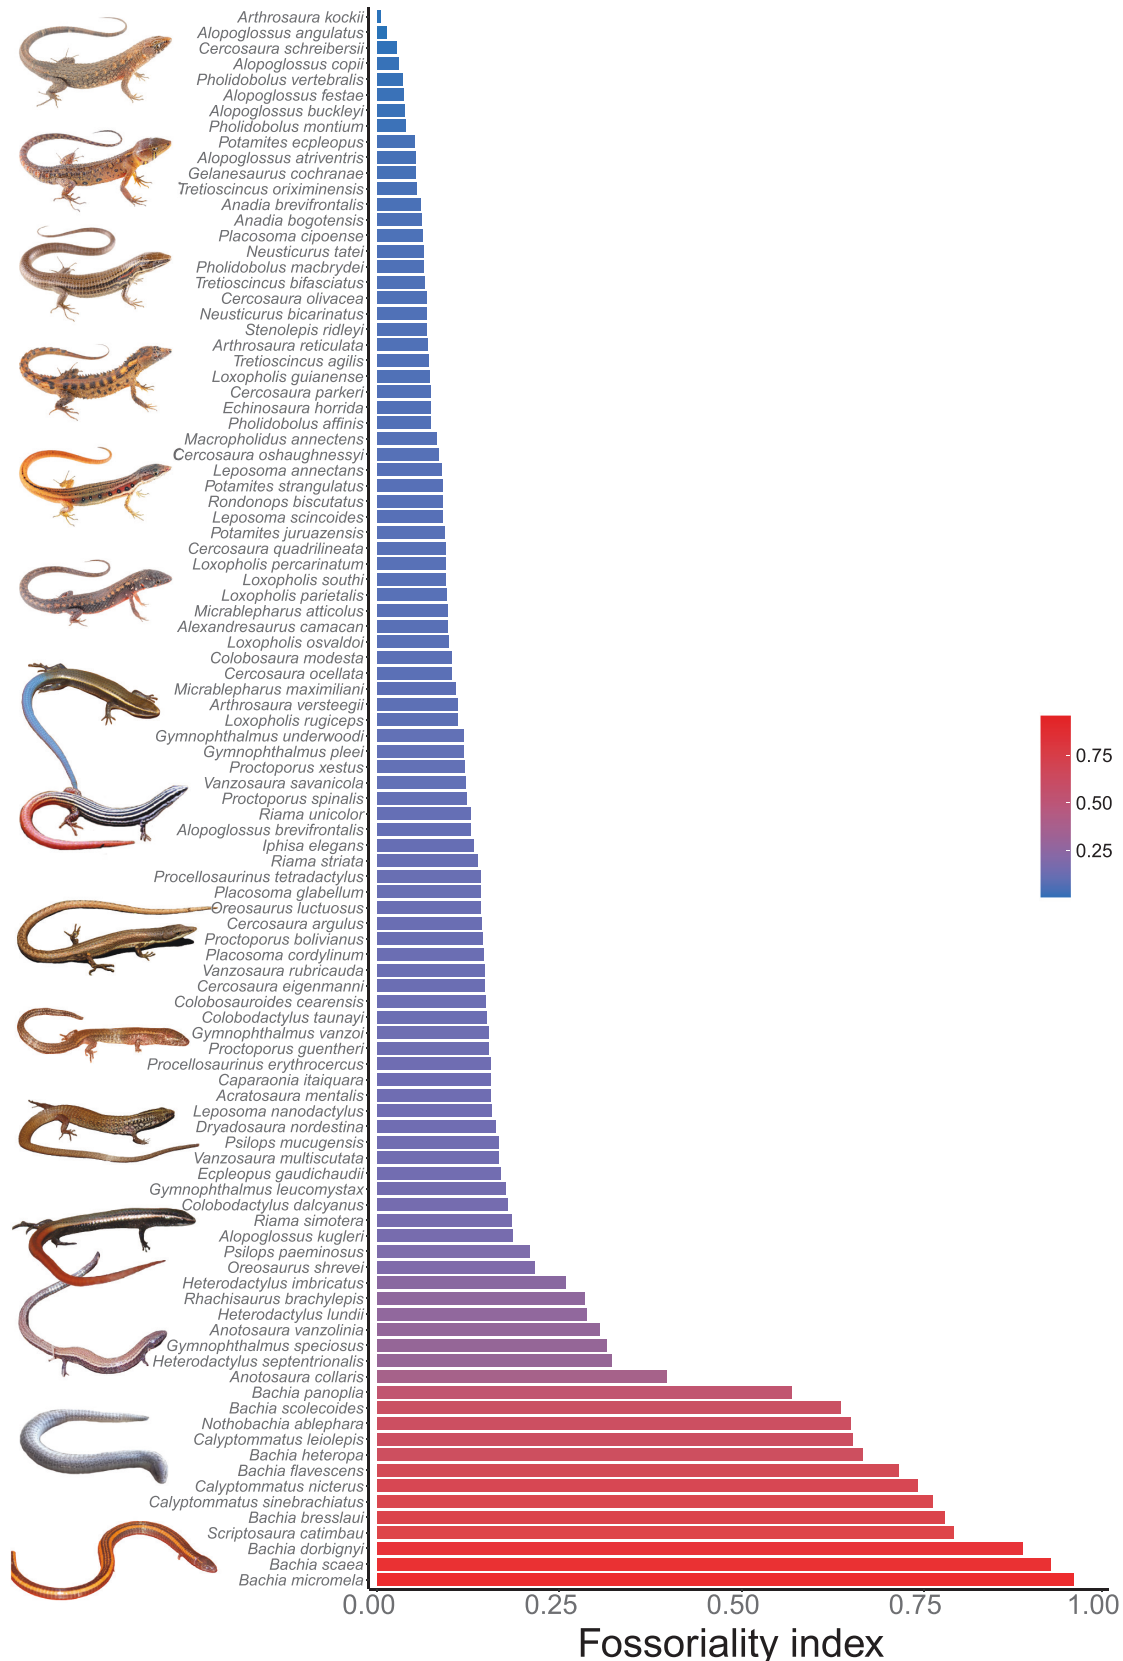 Arthrosaura kockii
Alopoglossus angulatus
Cercosaura schreibersii
Alopoglossus copii
Pholidobolus vertebralis
Alopoglossus festae
Alopoglossus buckleyi
Pholidobolus montium
Potamites ecpleopus
Alopoglossus atriventris
Gelanesaurus cochranae
Tretioscincus oriximinensis
Anadia brevifrontalis
Anadia bogotensis
Placosoma cipoense
Neusticurus tatei
Pholidobolus macbrydei
Tretioscincus bifasciatus
Cercosaura olivacea
Neusticurus bicarinatus
Stenolepis ridleyi
Arthrosaura reticulata
Tretioscincus agilis
Loxopholis guianense
Cercosaura parkeri
Echinosaura horrida
Pholidobolus affinis
Macropholidus annectens
Cercosaura oshaughnessyi
Leposoma annectans
Potamites strangulatus
Rondonops biscutatus
Leposoma scincoides
Potamites juruazensis
Cercosaura quadrilineata
Loxopholis percarinatum
Loxopholis southi
Loxopholis parietalis
Micrablepharus atticolus
Alexandresaurus camacan
Loxopholis osvaldoi
Colobosaura modesta
Cercosaura ocellata
Micrablepharus maximiliani
Arthrosaura versteegii
Loxopholis rugiceps
Gymnophthalmus underwoodi
Gymnophthalmus pleei
Proctoporus xestus
Vanzosaura savanicola
Proctoporus spinalis
Riama unicolor
Alopoglossus brevifrontalis
Iphisa elegans
Riama striata
Procellosaurinus tetradactylus
Placosoma glabellum
Oreosaurus luctuosus
Cercosaura argulus
Proctoporus bolivianus
Placosoma cordylinum
Vanzosaura rubricauda
Cercosaura eigenmanni
Colobosauroides cearensis
Colobodactylus taunayi
Gymnophthalmus vanzoi
Proctoporus guentheri
Procellosaurinus erythrocercus
Caparaonia itaiquara
Acratosaura mentalis
Leposoma nanodactylus
Dryadosaura nordestina
Psilops mucugensis
Vanzosaura multiscutata
Ecpleopus gaudichaudii
Gymnophthalmus leucomystax
Colobodactylus dalcyanus
Riama simotera
Alopoglossus kugleri
Psilops paeminosus
Oreosaurus shrevei
Heterodactylus imbricatus
Rhachisaurus brachylepis
Heterodactylus lundii
Anotosaura vanzolinia
Gymnophthalmus speciosus
Heterodactylus septentrionalis
Anotosaura collaris
Bachia panoplia
Bachia scolecoides
Nothobachia ablephara
Calyptommatus leiolepis
Bachia heteropa
Bachia flavescens
Calyptommatus nicterus
Calyptommatus sinebrachiatus
Bachia bresslaui
Scriptosaura catimbau
Bachia dorbignyi
Bachia scaea
Bachia micromela
0.75
0.50
0.25
0.00 0.25 0.50 0.75 1.00
Fossoriality index